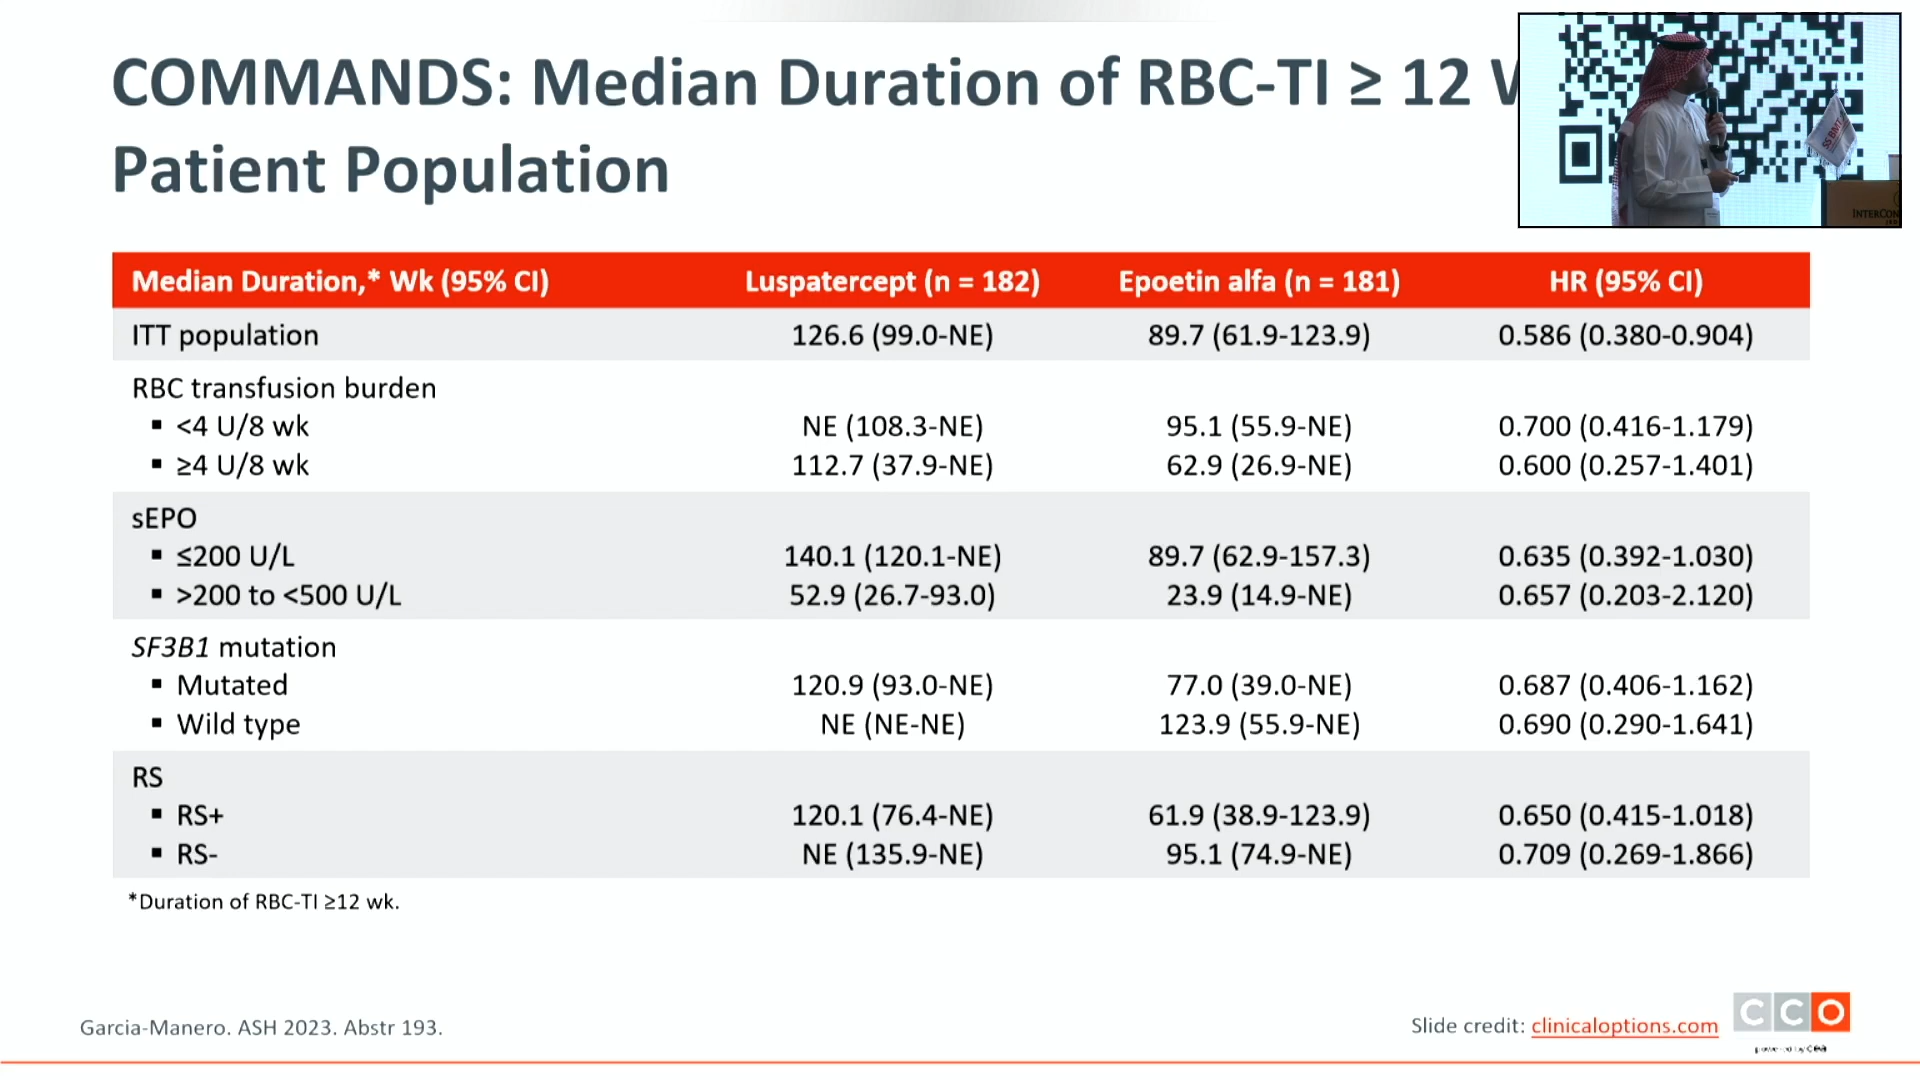 COMMANDS: Median Duration of RBC-TI ≥ 12 W
Patient Population
Median Duration,* Wk (95% CI) Luspatercept (n = 182) Epoetin alfa (n = 181) HR (95% CI)
ITT population 126.6 (99.0-NE) 89.7 (61.9-123.9) 0.586 (0.380-0.904)
RBC transfusion burden
▪ <4 U/8 wk NE (108.3-NE) 95.1 (55.9-NE) 0.700 (0.416-1.179)
▪ ≥4 U/8 wk 112.7 (37.9-NE) 62.9 (26.9-NE) 0.600 (0.257-1.401)
sEPO
▪ ≤200 U/L 140.1 (120.1-NE) 89.7 (62.9-157.3) 0.635 (0.392-1.030)
▪ >200 to <500 U/L 52.9 (26.7-93.0) 23.9 (14.9-NE) 0.657 (0.203-2.120)
SF3B1 mutation
▪ Mutated 120.9 (93.0-NE) 77.0 (39.0-NE) 0.687 (0.406-1.162)
▪ Wild type NE (NE-NE) 123.9 (55.9-NE) 0.690 (0.290-1.641)
RS
▪ RS+ 120.1 (76.4-NE) 61.9 (38.9-123.9) 0.650 (0.415-1.018)
▪ RS- NE (135.9-NE) 95.1 (74.9-NE) 0.709 (0.269-1.866)
*Duration of RBC-TI ≥12 wk.
Garcia-Manero. ASH 2023. Abstr 193.
Slide credit: clinicaloptions.com
CCO
powered by cea
SSBMT
INTERCON